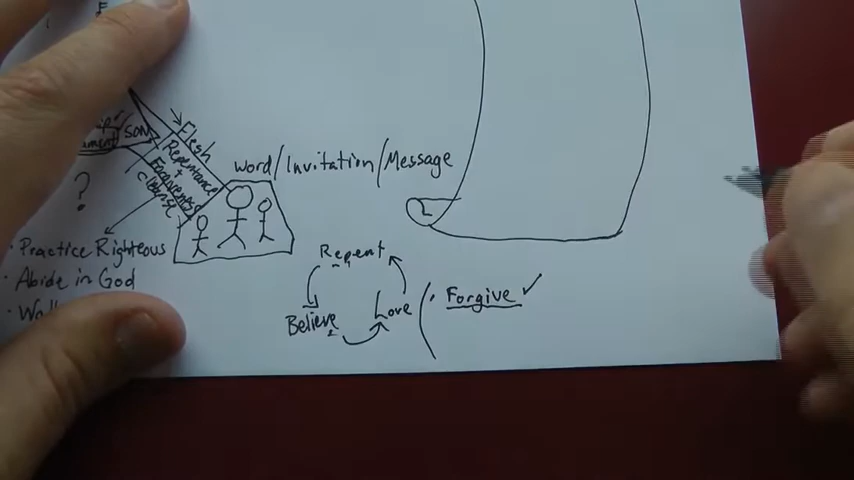 SON
Flesh
Repentance
+
Forgiveness
Cleanse
Word/Invitation/Message
?
• Practice Righteous
• Abide in God
Repent
Believe
Love
• Forgive ✓